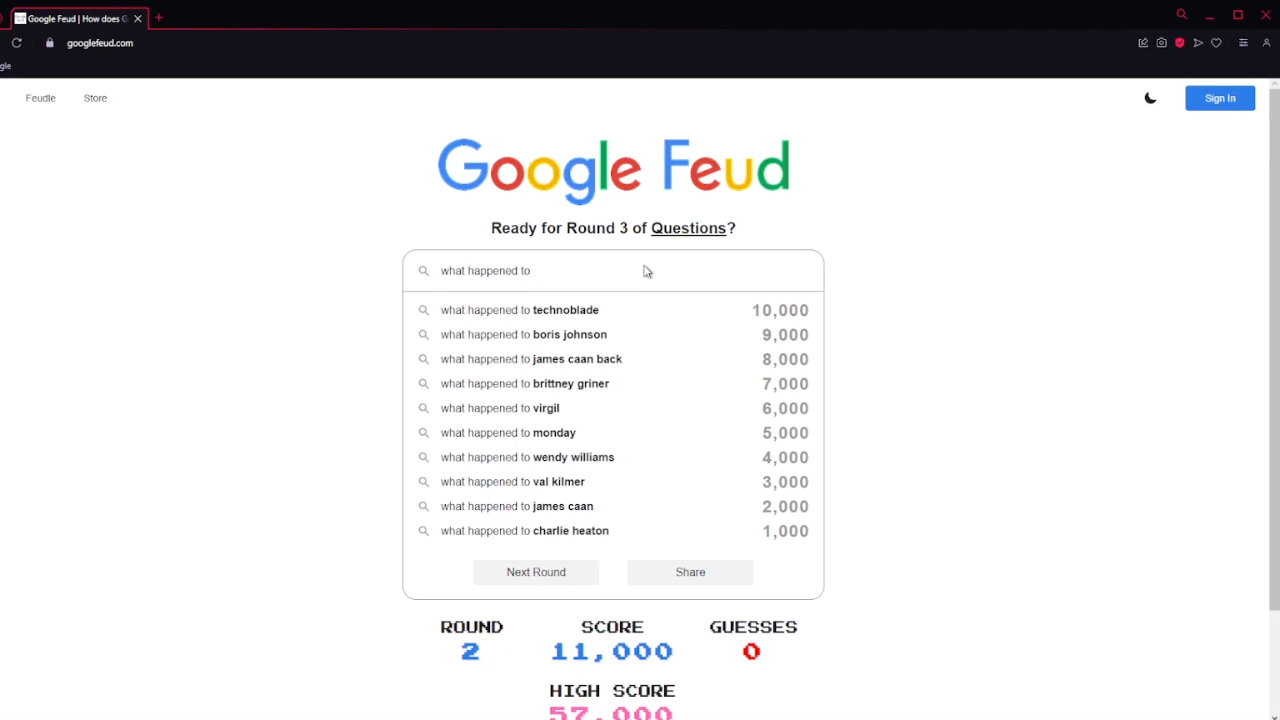 Google Feud | How does G
googlefeud.com
gle
Feudle Store Sign In
Google Feud
Ready for Round 3 of Questions?
what happened to
what happened to technoblade 10,000
what happened to boris johnson 9,000
what happened to james caan back 8,000
what happened to brittney griner 7,000
what happened to virgil 6,000
what happened to monday 5,000
what happened to wendy williams 4,000
what happened to val kilmer 3,000
what happened to james caan 2,000
what happened to charlie heaton 1,000
Next Round Share
ROUND SCORE GUESSES
2 11,000 0
HIGH SCORE
57,000